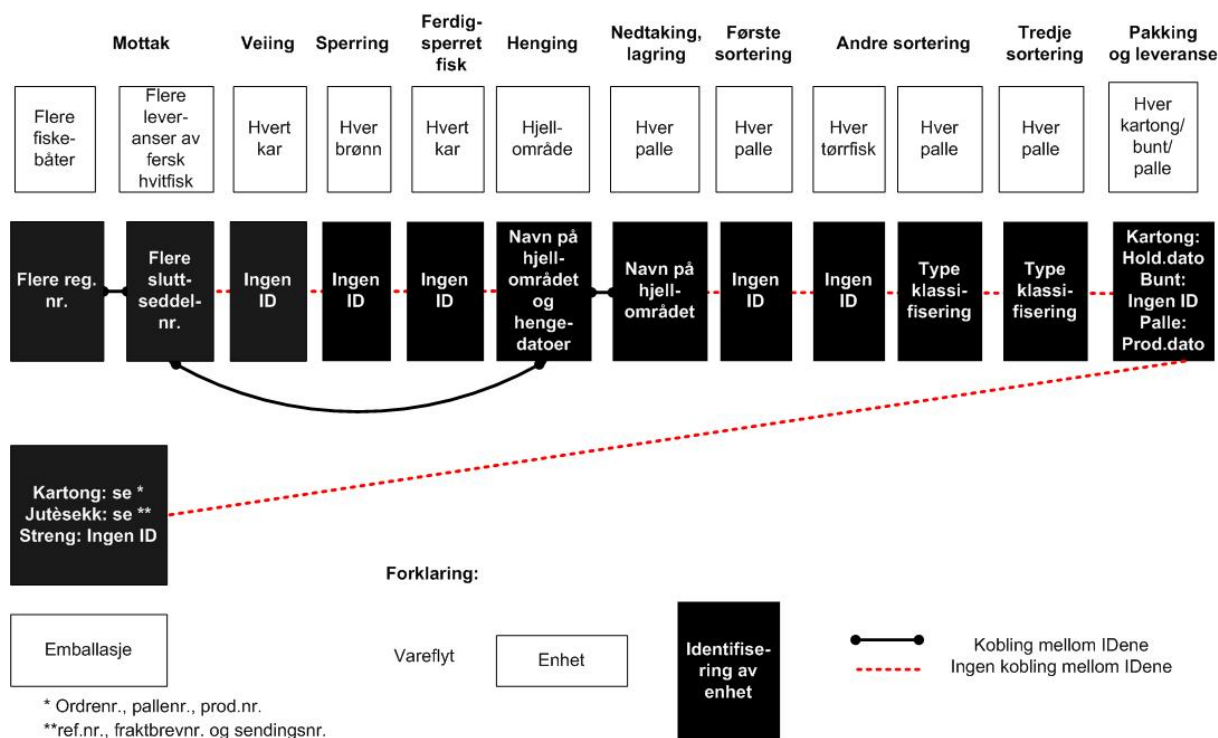 Mottak
Veiing
Sperring
Ferdig-
sperret
fisk
Henging
Nedtaking,
lagring
Første
sortering
Andre sortering
Tredje
sortering
Pakking
og leveranse
Flere
fiske-
båter
Flere
lever-
anser av
fersk
hvitfisk
Hvert
kar
Hver
brønn
Hvert
kar
Hjell-
område
Hver
palle
Hver
palle
Hver
tørrfisk
Hver
palle
Hver
palle
Hver
kartong/
bunt/
palle
Flere reg.
nr.
Flere
slutt-
seddel-
nr.
Ingen
ID
Ingen
ID
Ingen
ID
Navn på
hjell-
området
og
henge-
datoer
Navn på
hjell-
området
Ingen
ID
Ingen
ID
Type
klassi-
fisering
Type
klassi-
fisering
Kartong:
Hold.dato
Bunt:
Ingen ID
Palle:
Prod.dato
Kartong: se *
Jutèsekk: se **
Streng: Ingen ID
Emballasje
* Ordrenr., pallenr., prod.nr.
**ref.nr., fraktbrevnr. og sendingsnr.
Forklaring:
Vareflyt
Enhet
Identifise-
ring av
enhet
Kobling mellom IDene
Ingen kobling mellom IDene